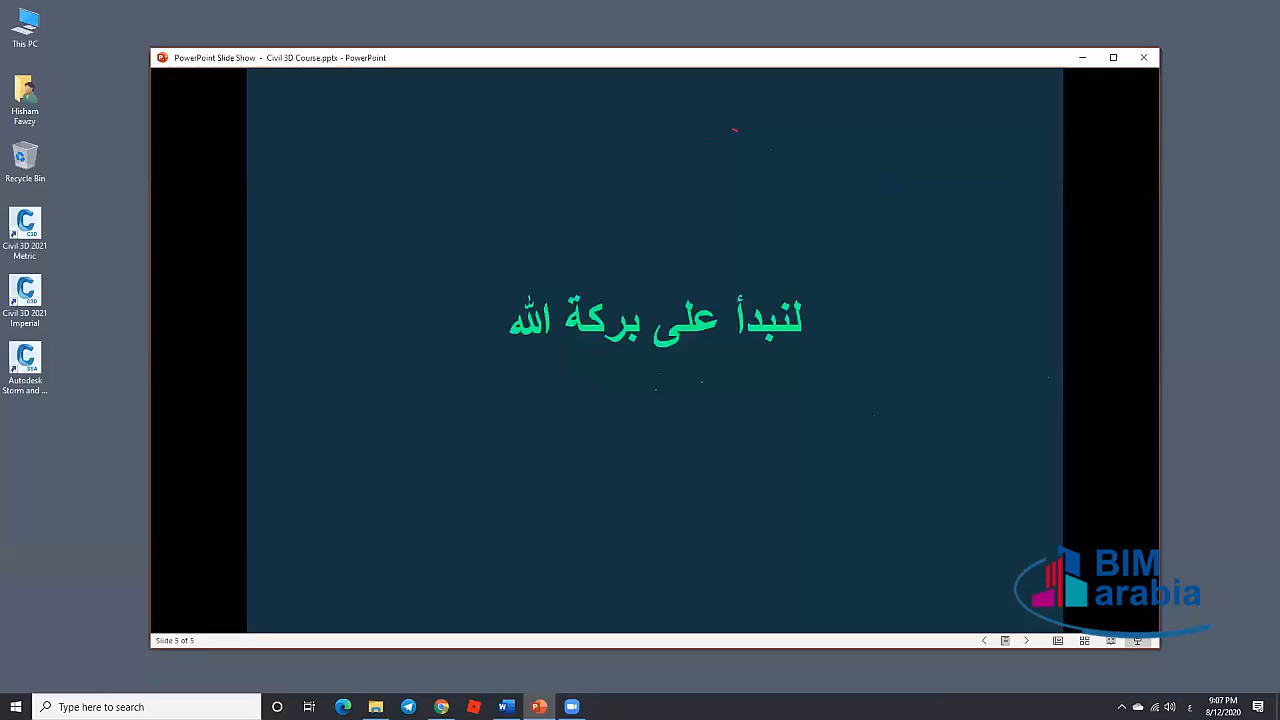 This PC
PowerPoint Slide Show - Civil 3D Course.pptx - PowerPoint
Hisham
Fawzy
Recycle Bin
Civil 3D 2021
Metric
Civil 3D 2021
Imperial
Autodesk
Storm and ...
لنبدأ على بركة الله
BIM
arabia
Slide 5 of 5
Type here to search
9:07 PM
8/12/2020